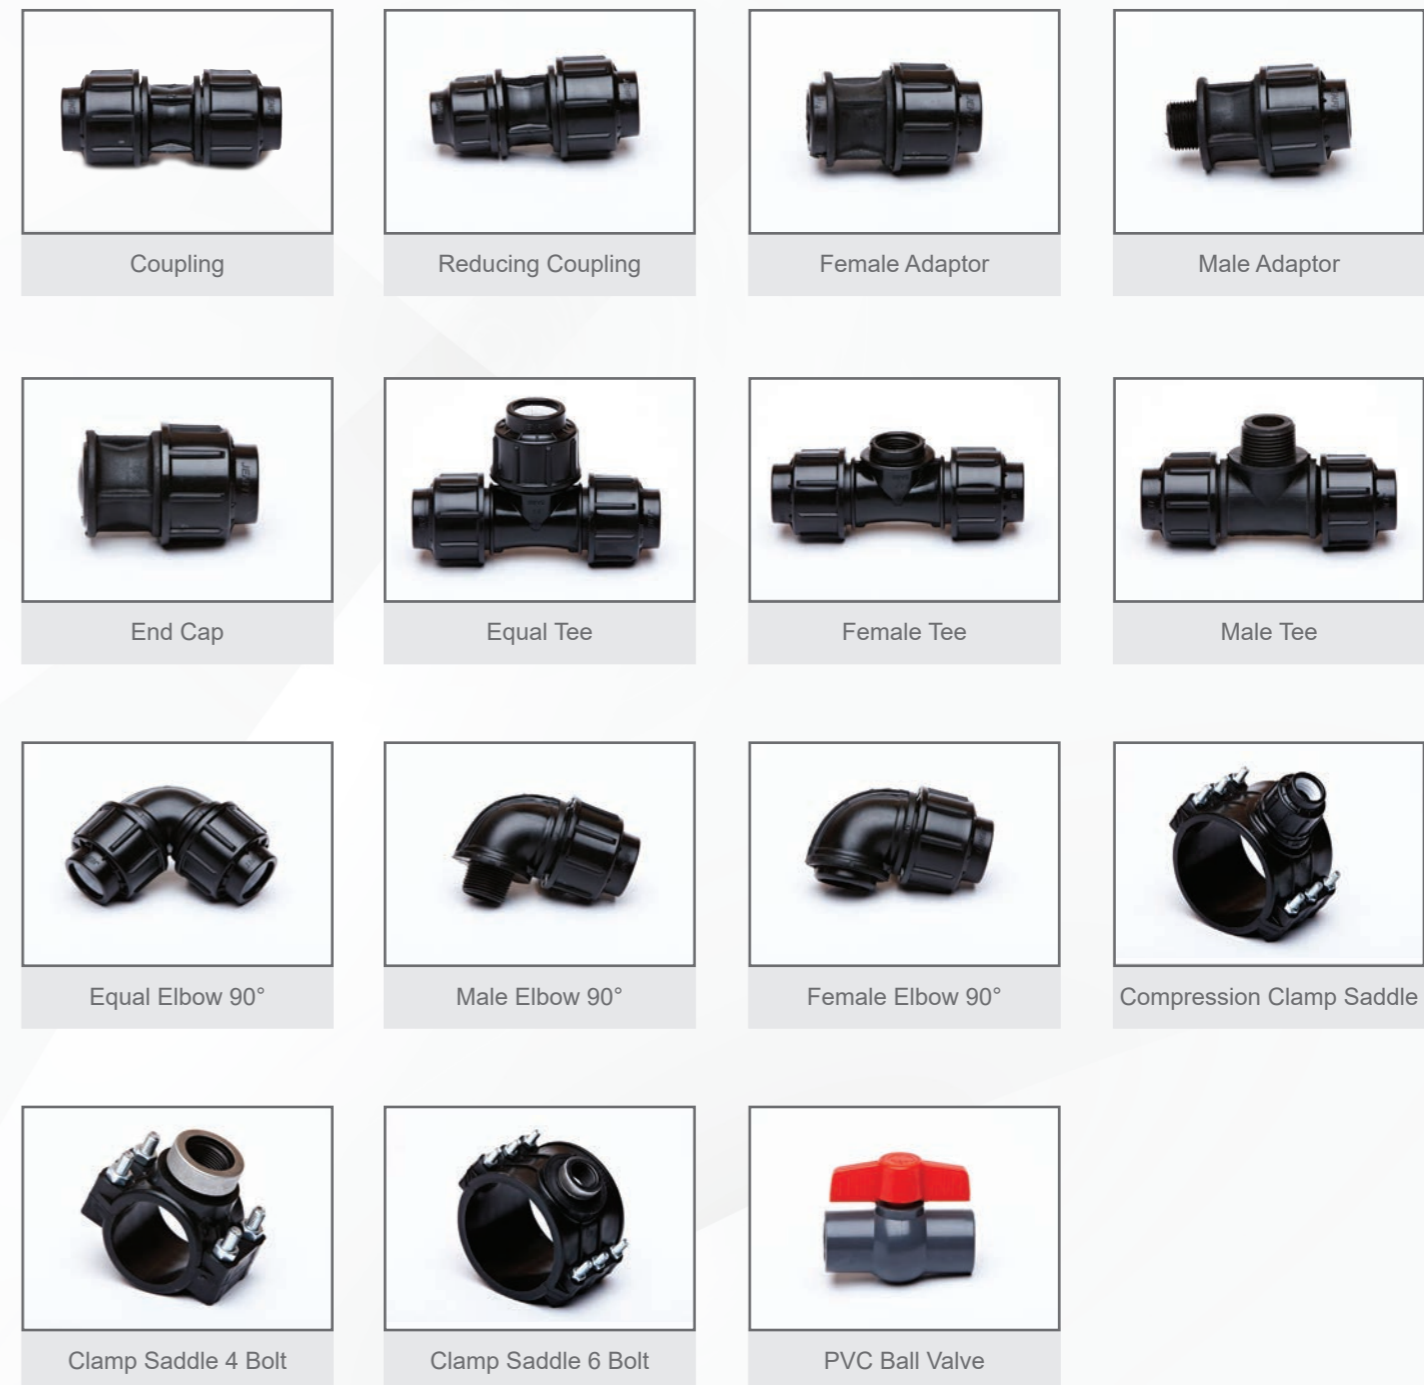 Coupling
Reducing Coupling
Female Adaptor
Male Adaptor
End Cap
Equal Tee
Female Tee
Male Tee
Equal Elbow 90°
Male Elbow 90°
Female Elbow 90°
Compression Clamp Saddle
Clamp Saddle 4 Bolt
Clamp Saddle 6 Bolt
PVC Ball Valve